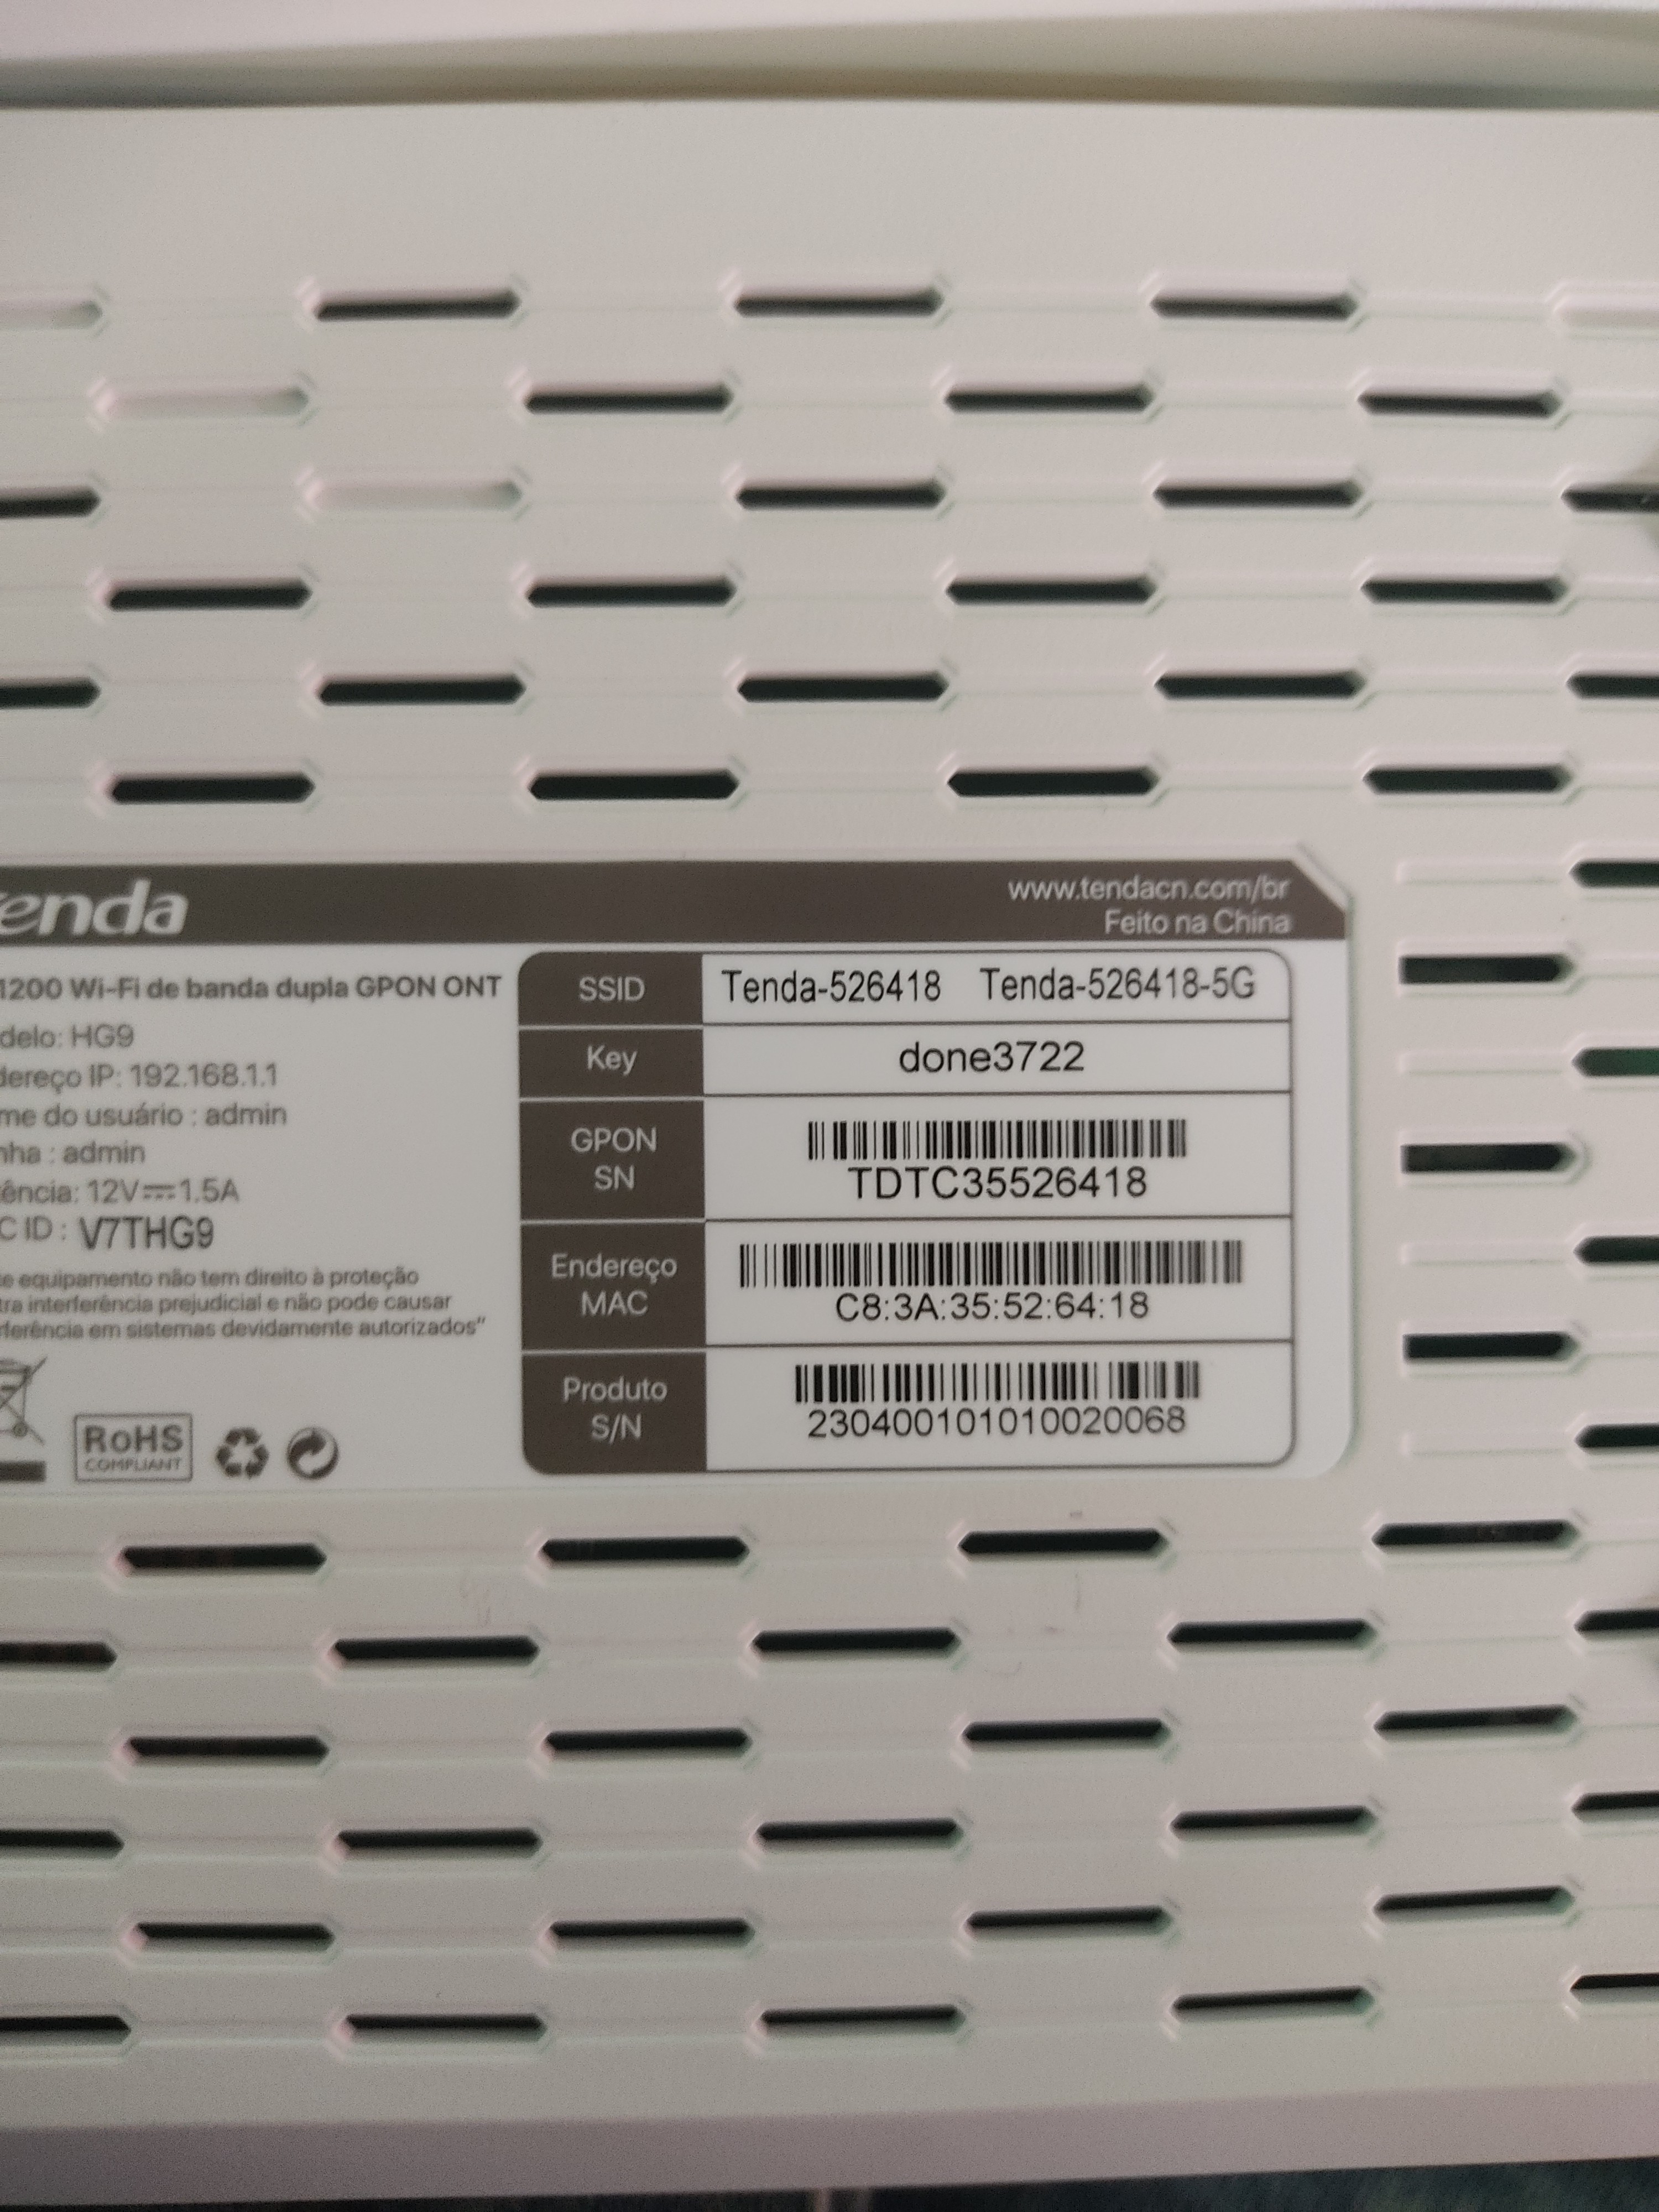 enda
www.tendacn.com/br
Feito na China
1200 Wi-Fi de banda dupla GPON ONT
delo: HG9
dereço IP: 192.168.1.1
me do usuário : admin
nha : admin
ência: 12V⎓1.5A
C ID : V7THG9
e equipamento não tem direito à proteção
tra interferência prejudicial e não pode causar
rferência em sistemas devidamente autorizados"
RoHS
COMPLIANT
SSID Tenda-526418 Tenda-526418-5G
Key done3722
GPON
SN
TDTC35526418
Endereço
MAC
C8:3A:35:52:64:18
Produto
S/N
230400101010020068